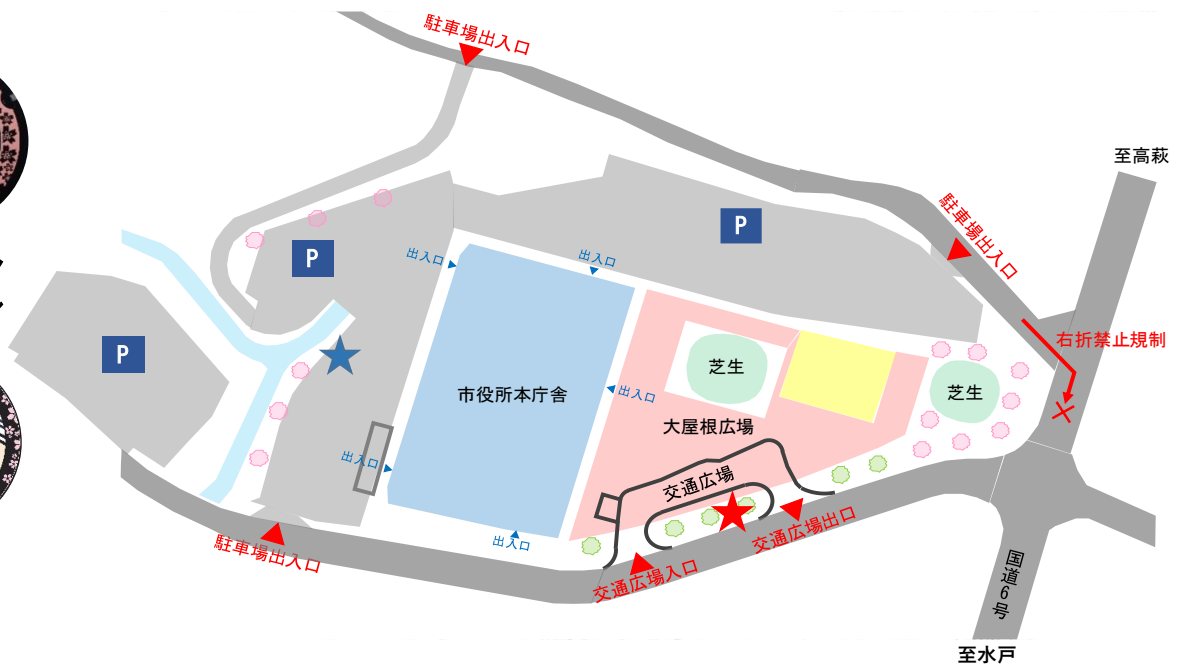 駐車場出入口
至高萩
駐車場出入口
P
P
出入口
出入口
右折禁止規制
P
芝生
市役所本庁舎
出入口
芝生
大屋根広場
出入口
交通広場
交通広場出口
駐車場出入口
出入口
交通広場入口
国道6号
至水戸